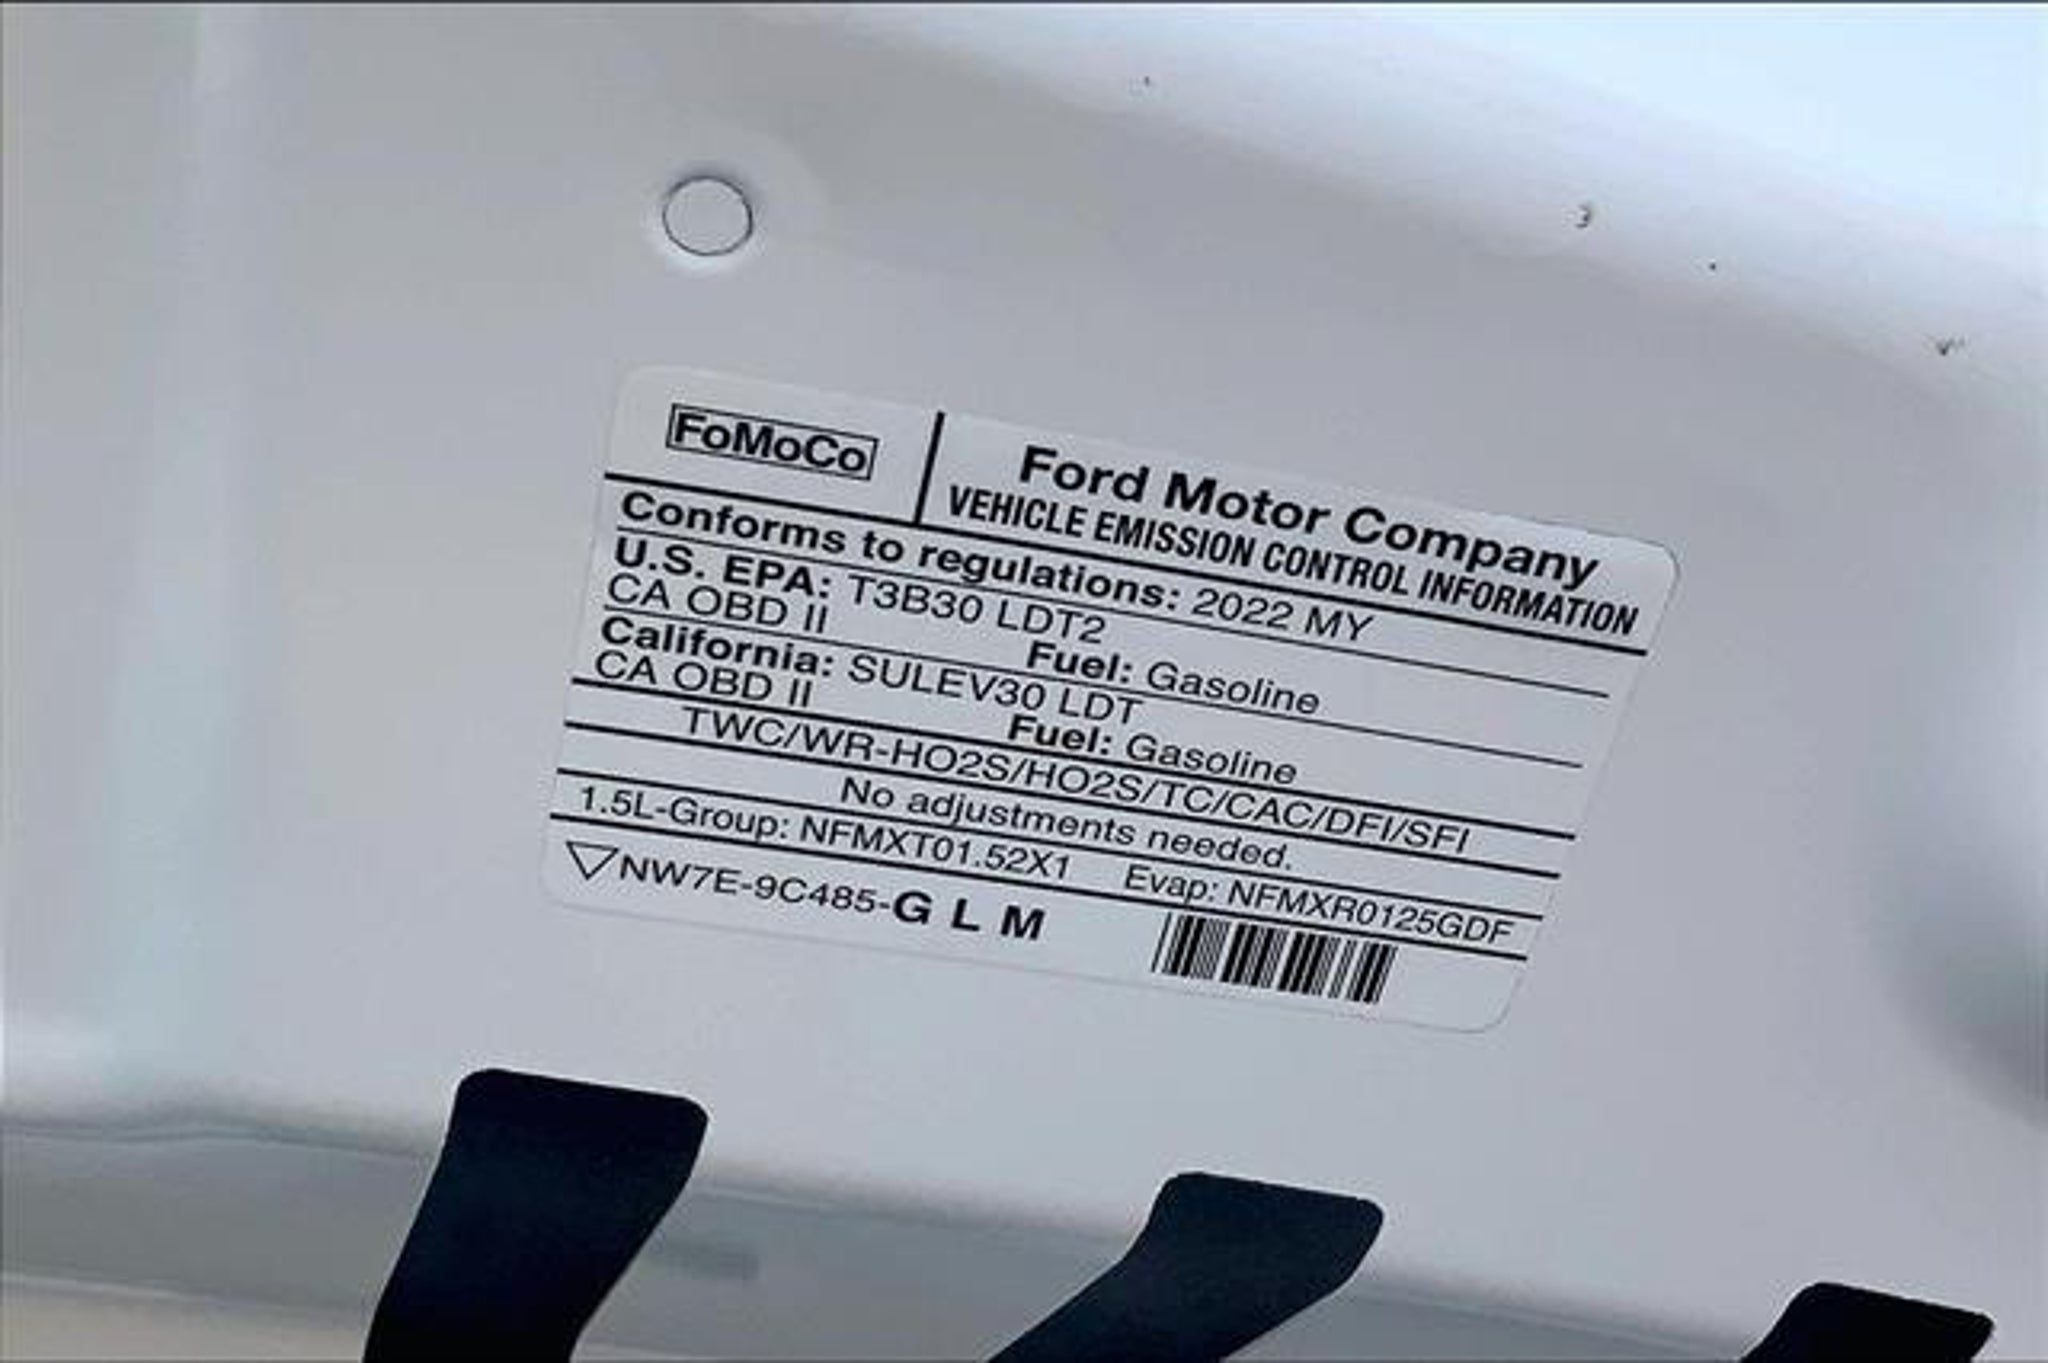 FoMoCo
Ford Motor Company
VEHICLE EMISSION CONTROL INFORMATION
Conforms to regulations: 2022 MY
U.S. EPA: T3B30 LDT2
CA OBD II Fuel: Gasoline
California: SULEV30 LDT
CA OBD II Fuel: Gasoline
TWC/WR-HO2S/HO2S/TC/CAC/DFI/SFI
No adjustments needed.
1.5L-Group: NFMXT01.52X1 Evap: NFMXR0125GDF
NW7E-9C485-G L M